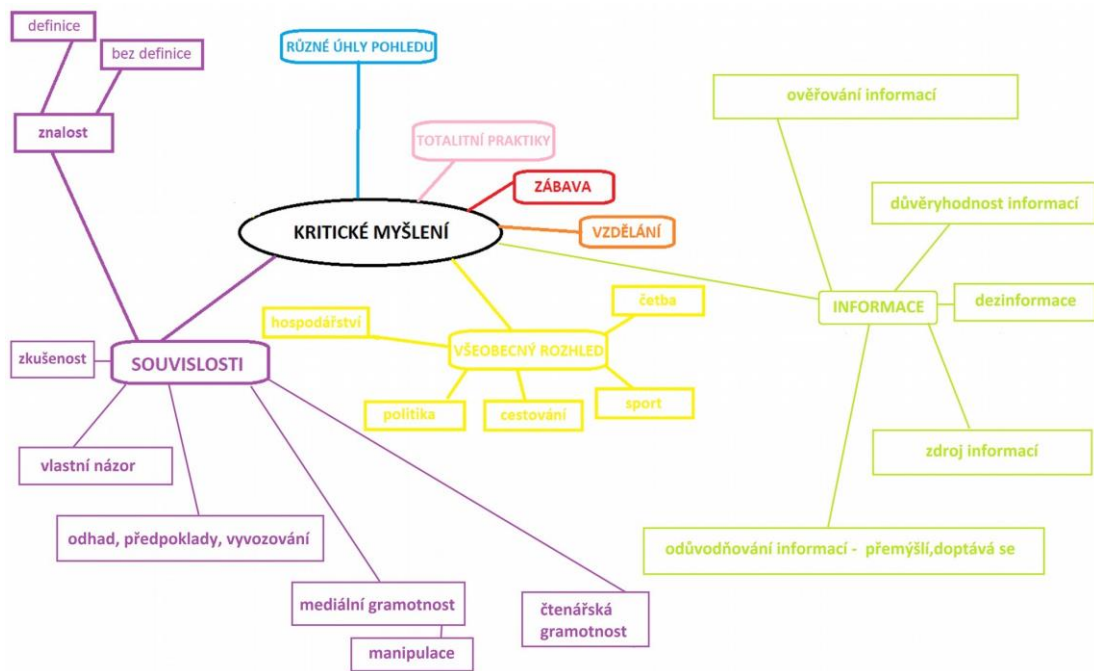 definice
bez definice
znalost
RŮZNÉ ÚHLY POHLEDU
TOTALITNÍ PRAKTIKY
ZÁBAVA
VZDĚLÁNÍ
KRITICKÉ MYŠLENÍ
ověřování informací
důvěryhodnost informací
INFORMACE
dezinformace
zdroj informací
odůvodňování informací - přemýšlí,doptává se
četba
hospodářství
VŠEOBECNÝ ROZHLED
politika
cestování
sport
zkušenost
SOUVISLOSTI
vlastní názor
odhad, předpoklady, vyvozování
mediální gramotnost
manipulace
čtenářská
gramotnost